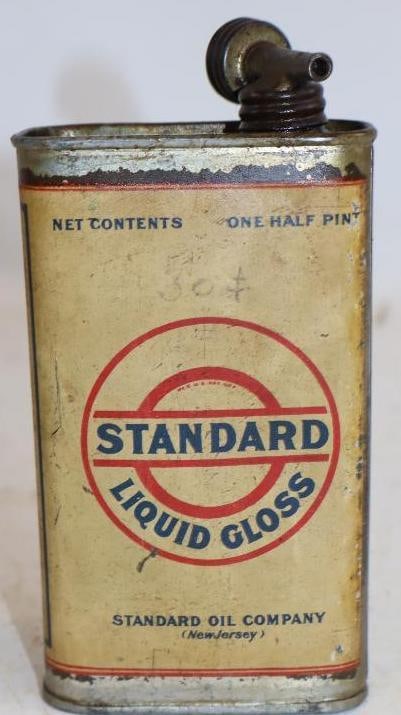 NET CONTENTS ONE HALF PINT
30¢
STANDARD
LIQUID GLOSS
STANDARD OIL COMPANY
(New Jersey)